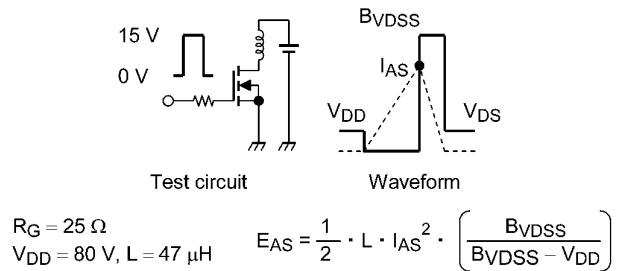 15 V
0 V
BVDSS
IAS
VDD
VDS
Test circuit
Waveform
RG = 25 Ω
VDD = 80 V, L = 47 μH
EAS = 1/2 · L · IAS² · (BVDSS / (BVDSS − VDD))